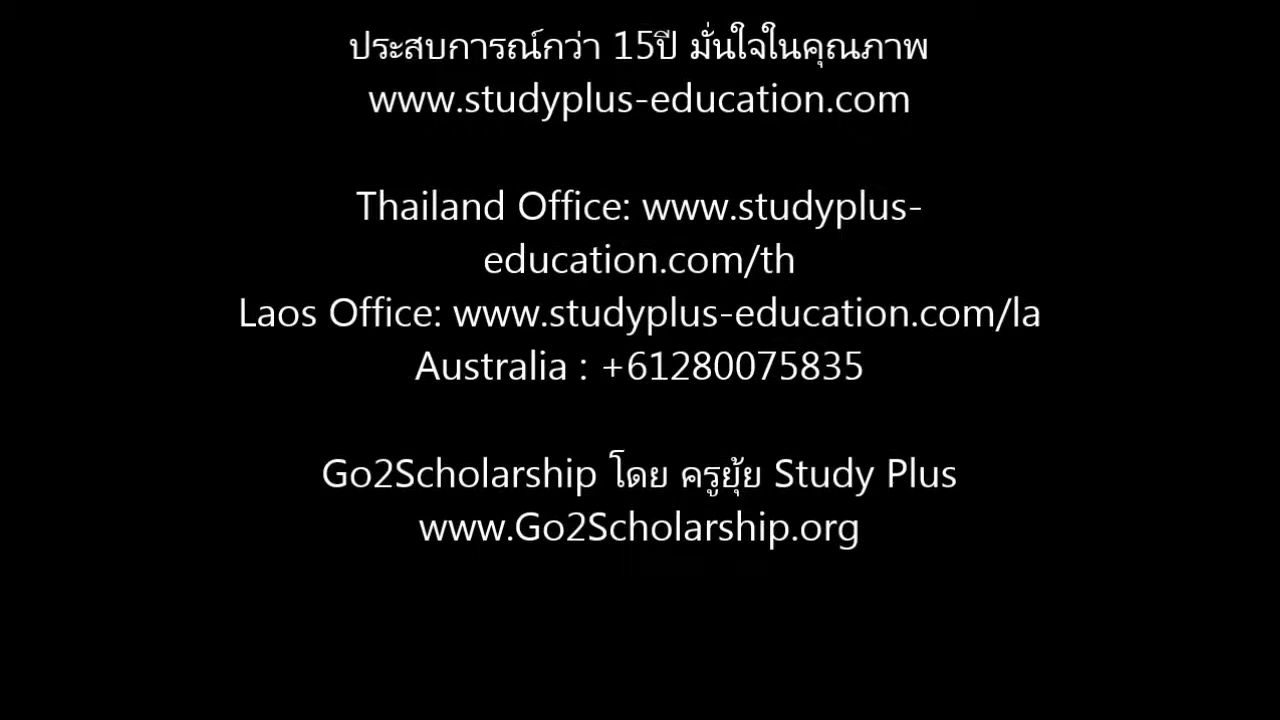 ประสบการณ์กว่า 15ปี มั่นใจในคุณภาพ
www.studyplus-education.com
Thailand Office: www.studyplus-
education.com/th
Laos Office: www.studyplus-education.com/la
Australia : +61280075835
Go2Scholarship โดย ครูยุ้ย Study Plus
www.Go2Scholarship.org